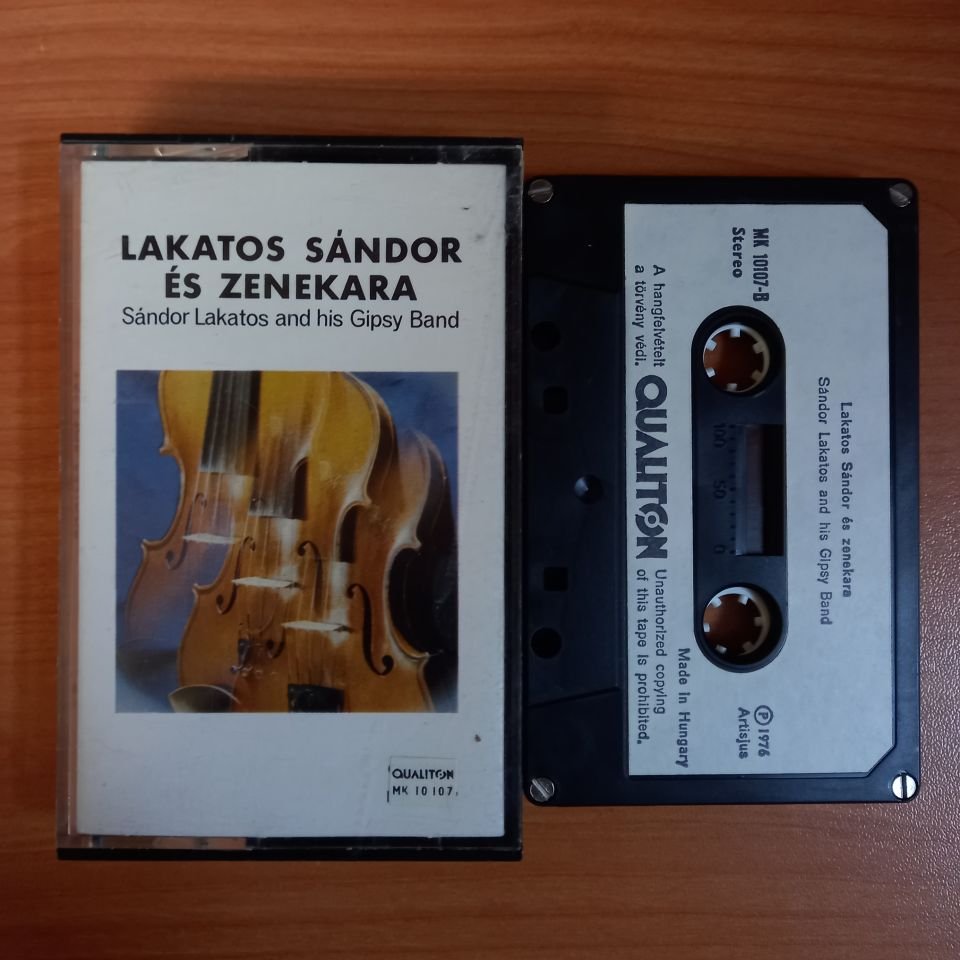 LAKATOS SÁNDOR
ÉS ZENEKARA
Sándor Lakatos and his Gipsy Band
QUALITON
MK 10 107
MK 10107-B
Stereo
A hangfelvételt
a törvény védi.
QUALITON
Unauthorized copying
of this tape is prohibited.
Made in Hungary
100 50 0
Lakatos Sándor és zenekara
Sándor Lakatos and his Gipsy Band
Ⓟ 1976
Artisjus